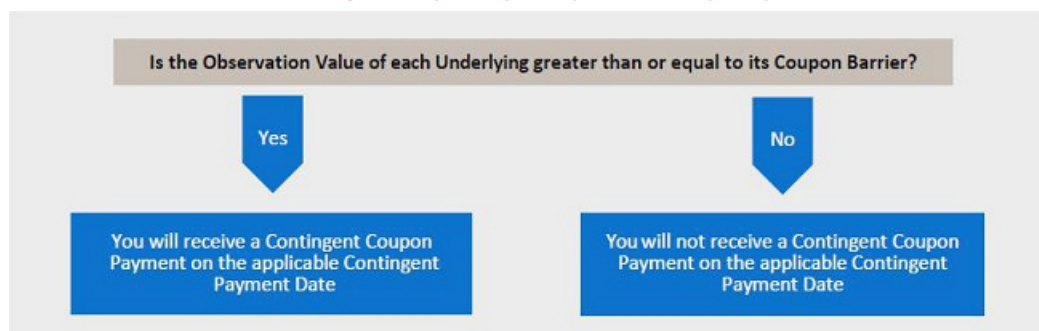 Is the Observation Value of each Underlying greater than or equal to its Coupon Barrier?
Yes
No
You will receive a Contingent Coupon
Payment on the applicable Contingent
Payment Date
You will not receive a Contingent Coupon
Payment on the applicable Contingent
Payment Date